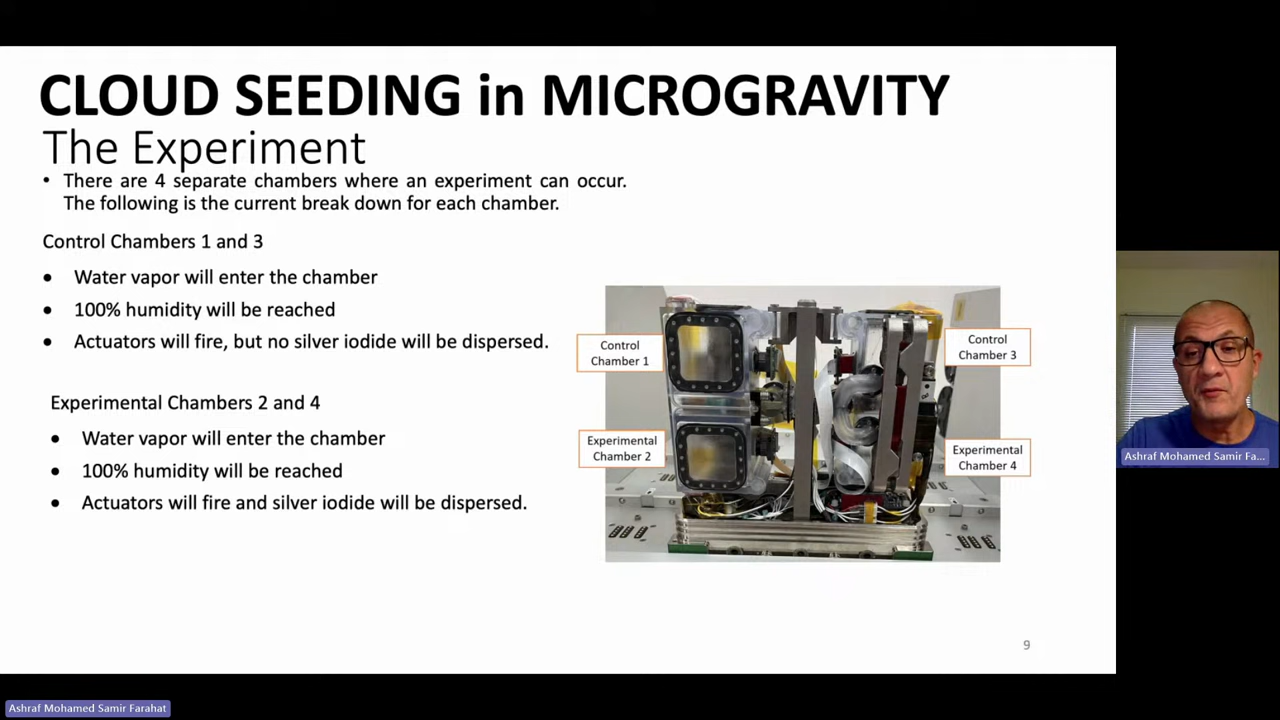 CLOUD SEEDING in MICROGRAVITY
The Experiment
• There are 4 separate chambers where an experiment can occur.
The following is the current break down for each chamber.
Control Chambers 1 and 3
• Water vapor will enter the chamber
• 100% humidity will be reached
• Actuators will fire, but no silver iodide will be dispersed.
Experimental Chambers 2 and 4
• Water vapor will enter the chamber
• 100% humidity will be reached
• Actuators will fire and silver iodide will be dispersed.
Control
Chamber 1
Experimental
Chamber 2
Control
Chamber 3
Experimental
Chamber 4
9
Ashraf Mohamed Samir Fa...
Ashraf Mohamed Samir Farahat